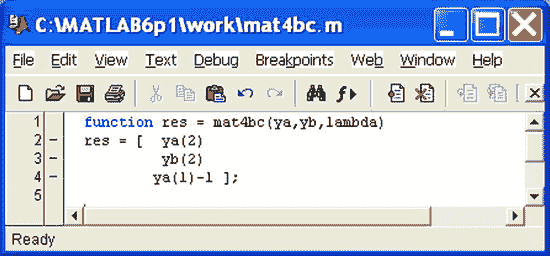 C:\MATLAB6p1\work\mat4bc.m
File Edit View Text Debug Breakpoints Web Window Help
1 function res = mat4bc(ya,yb,lambda)
2 - res = [ ya(2)
3 - yb(2)
4 - ya(1)-1 ];
5
Ready